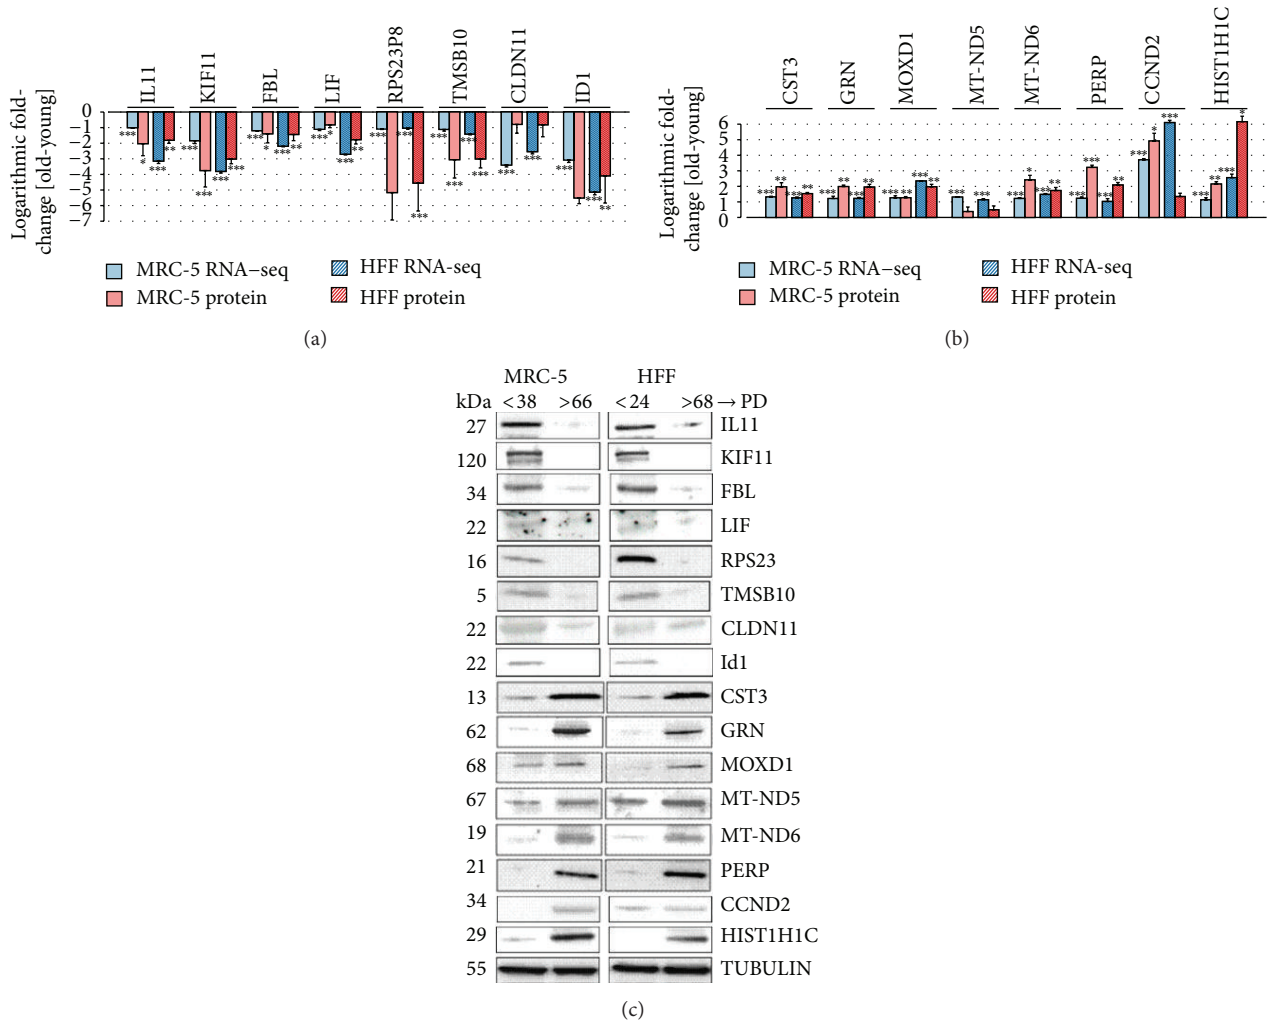 IL11 KIF11 FBL LIF RPS23P8 TMSB10 CLDN11 ID1
Logarithmic fold-
change [old-young]
0
−1
−3
−5
−6
−7
MRC-5 RNA−seq
HFF RNA-seq
MRC-5 protein
HFF protein
(a)
CST3 GRN MOXD1 MT-ND5 MT-ND6 PERP CCND2 HIST1H1C
Logarithmic fold-
change [old-young]
6
5
4
3
2
1
0
MRC-5 RNA−seq
HFF RNA-seq
MRC-5 protein
HFF protein
(b)
MRC-5 HFF
kDa <38 >66 <24 >68 → PD
27 IL11
120 KIF11
34 FBL
22 LIF
16 RPS23
5 TMSB10
22 CLDN11
22 Id1
13 CST3
62 GRN
68 MOXD1
67 MT-ND5
19 MT-ND6
21 PERP
34 CCND2
29 HIST1H1C
55 TUBULIN
(c)